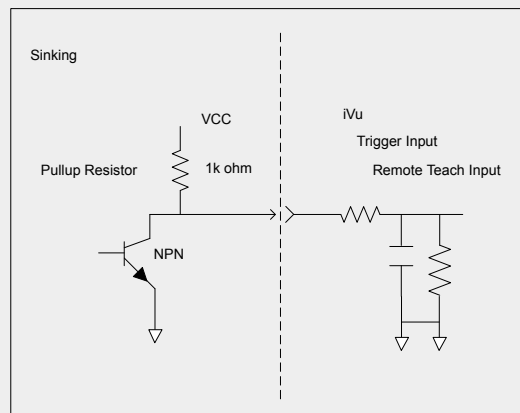 Sinking
VCC
iVu
Trigger Input
Pullup Resistor
1k ohm
Remote Teach Input
NPN